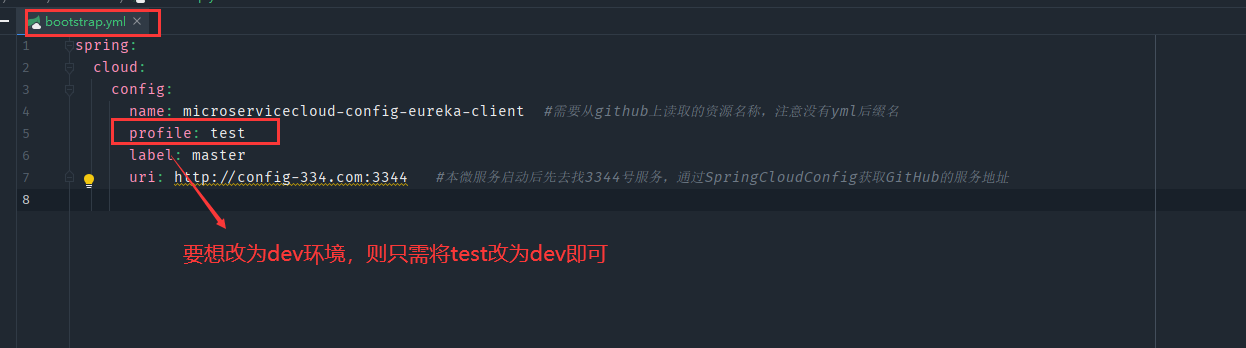 bootstrap.yml ×
1 spring:
2 cloud:
3 config:
4 name: microservicecloud-config-eureka-client #需要从github上读取的资源名称，注意没有yml后缀名
5 profile: test
6 label: master
7 uri: http://config-334.com:3344 #本微服务启动后先去找3344号服务，通过SpringCloudConfig获取GitHub的服务地址
8
要想改为dev环境，则只需将test改为dev即可